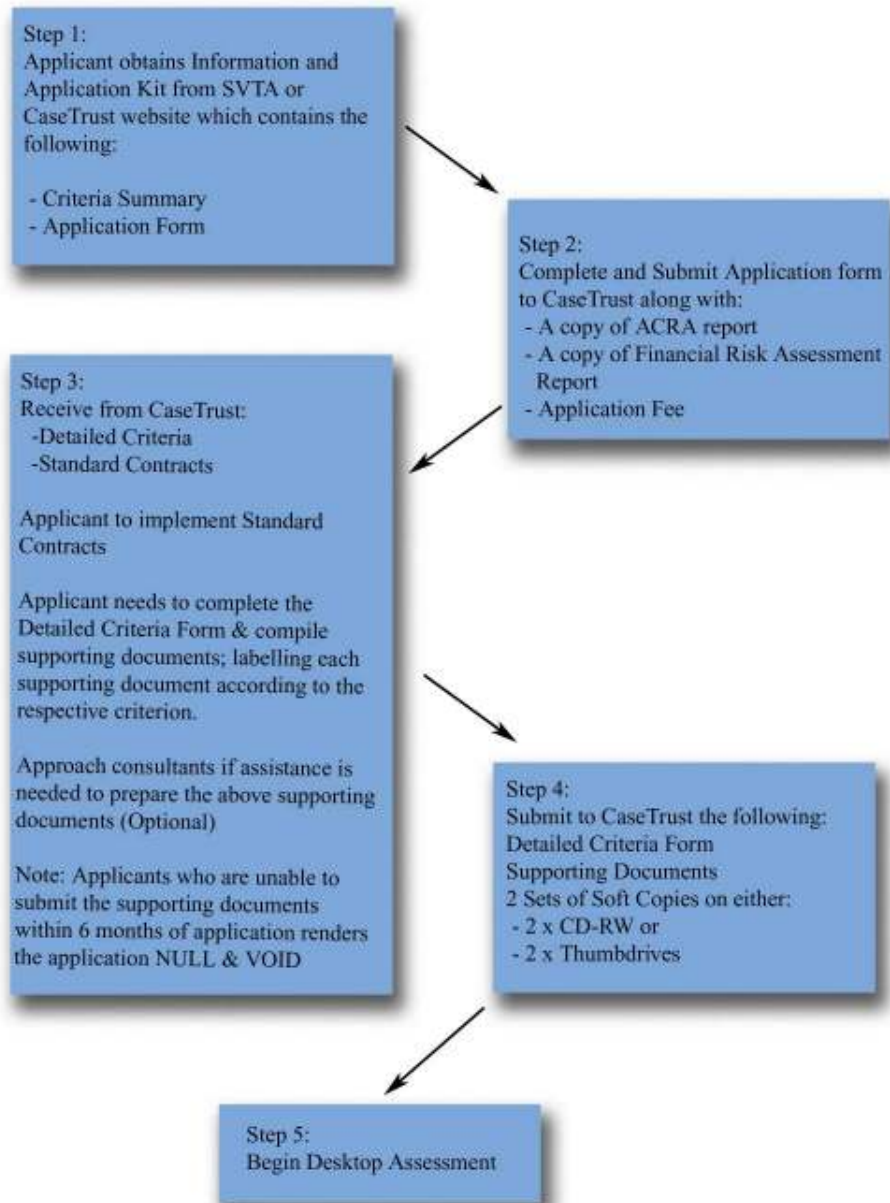 Step 1:
Applicant obtains Information and
Application Kit from SVTA or
CaseTrust website which contains the
following:
- Criteria Summary
- Application Form
Step 2:
Complete and Submit Application form
to CaseTrust along with:
- A copy of ACRA report
- A copy of Financial Risk Assessment
Report
- Application Fee
Step 3:
Receive from CaseTrust:
-Detailed Criteria
-Standard Contracts
Applicant to implement Standard
Contracts
Applicant needs to complete the
Detailed Criteria Form & compile
supporting documents; labelling each
supporting document according to the
respective criterion.
Approach consultants if assistance is
needed to prepare the above supporting
documents (Optional)
Note: Applicants who are unable to
submit the supporting documents
within 6 months of application renders
the application NULL & VOID
Step 4:
Submit to CaseTrust the following:
Detailed Criteria Form
Supporting Documents
2 Sets of Soft Copies on either:
- 2 x CD-RW or
- 2 x Thumbdrives
Step 5:
Begin Desktop Assessment